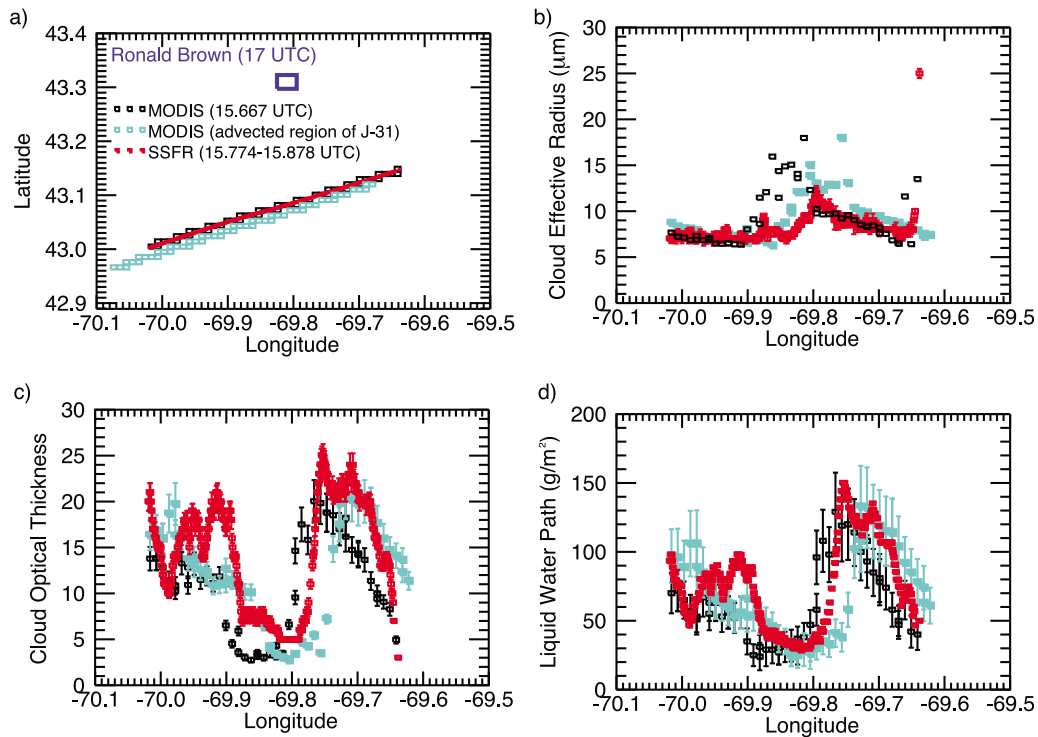 a)
43.4
43.3
43.2
43.1
43.0
42.9
Latitude
Ronald Brown (17 UTC)
MODIS (15.667 UTC)
MODIS (advected region of J-31)
SSFR (15.774-15.878 UTC)
-70.1 -70.0 -69.9 -69.8 -69.7 -69.6 -69.5
Longitude
b)
30
25
20
15
10
5
0
Cloud Effective Radius (μm)
-70.1 -70.0 -69.9 -69.8 -69.7 -69.6 -69.5
Longitude
c)
30
25
20
15
10
5
0
Cloud Optical Thickness
-70.1 -70.0 -69.9 -69.8 -69.7 -69.6 -69.5
Longitude
d)
200
150
100
50
0
Liquid Water Path (g/m²)
-70.1 -70.0 -69.9 -69.8 -69.7 -69.6 -69.5
Longitude